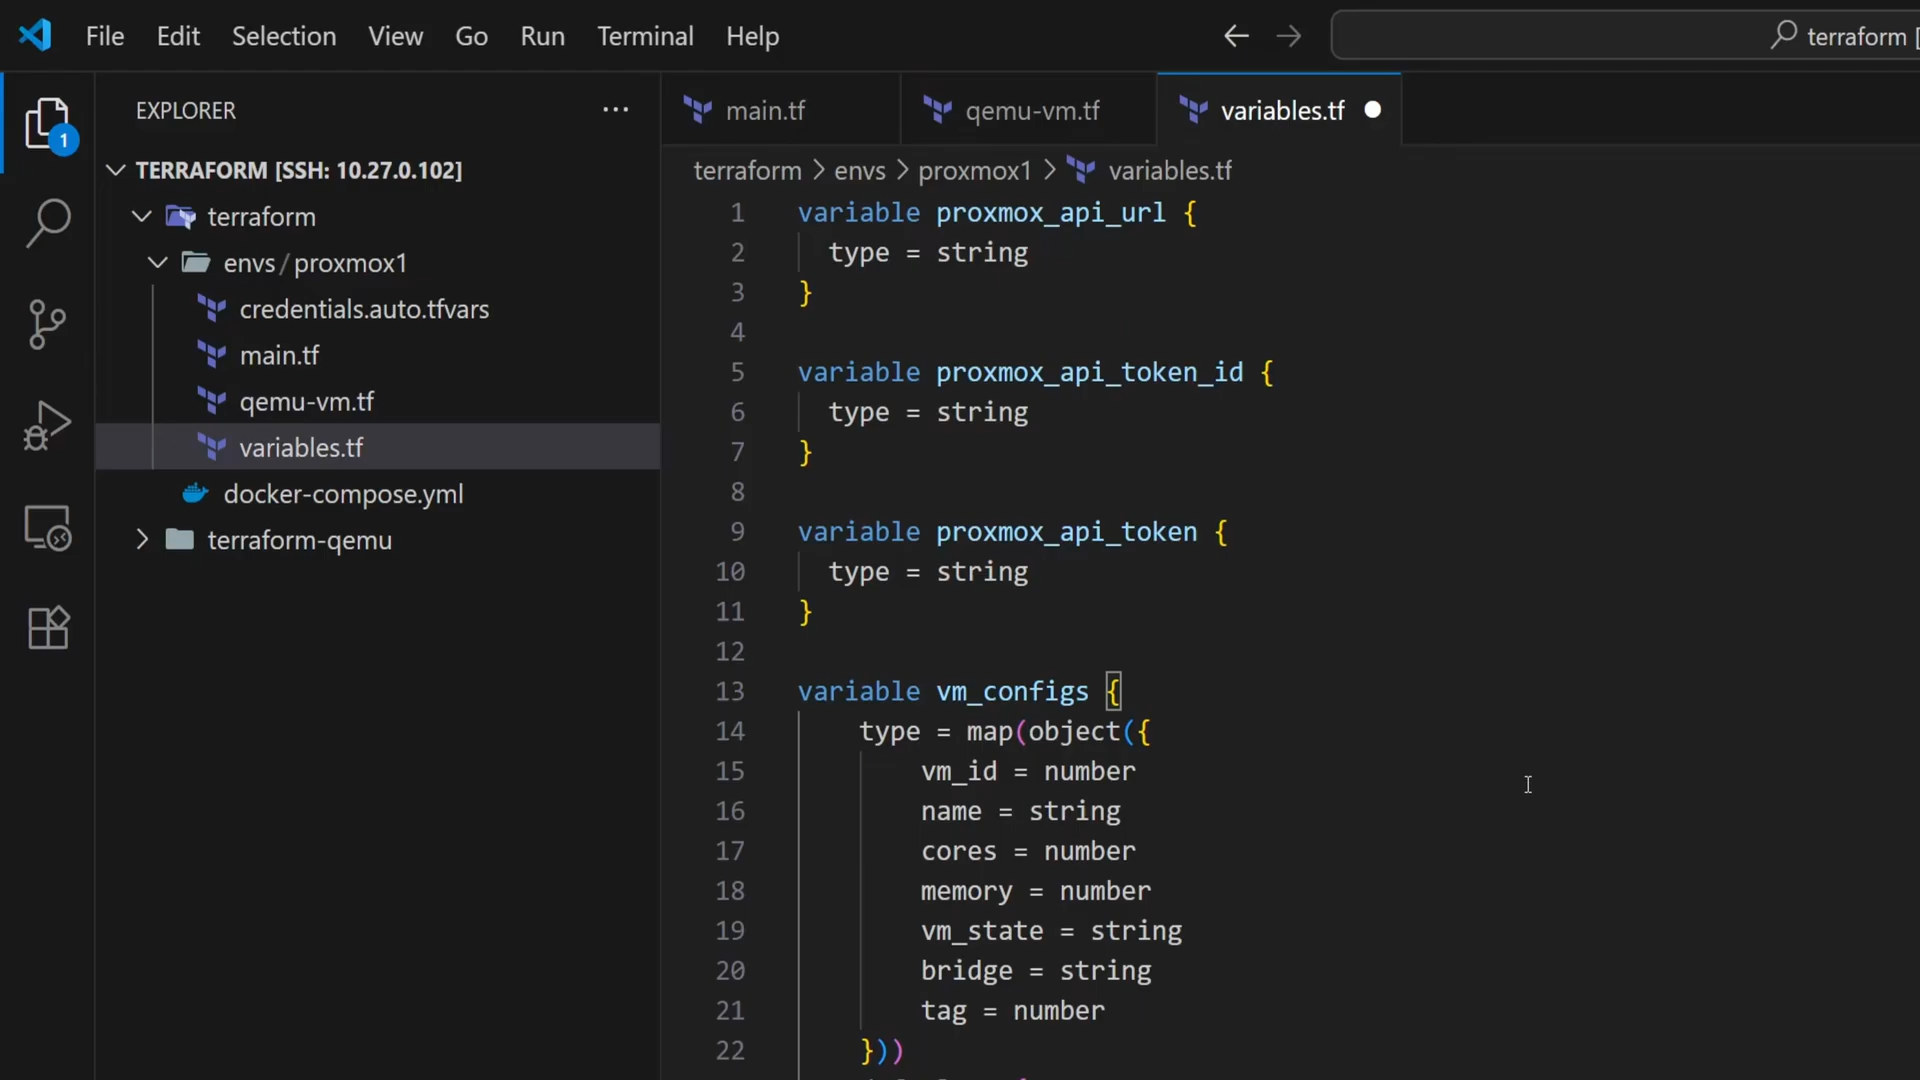 File Edit Selection View Go Run Terminal Help
terraform [
EXPLORER
1
TERRAFORM [SSH: 10.27.0.102]
terraform
envs / proxmox1
credentials.auto.tfvars
main.tf
qemu-vm.tf
variables.tf
docker-compose.yml
terraform-qemu
main.tf qemu-vm.tf variables.tf
terraform > envs > proxmox1 > variables.tf
1 variable proxmox_api_url {
2 type = string
3 }
4
5 variable proxmox_api_token_id {
6 type = string
7 }
8
9 variable proxmox_api_token {
10 type = string
11 }
12
13 variable vm_configs {
14 type = map(object({
15 vm_id = number
16 name = string
17 cores = number
18 memory = number
19 vm_state = string
20 bridge = string
21 tag = number
22 }))